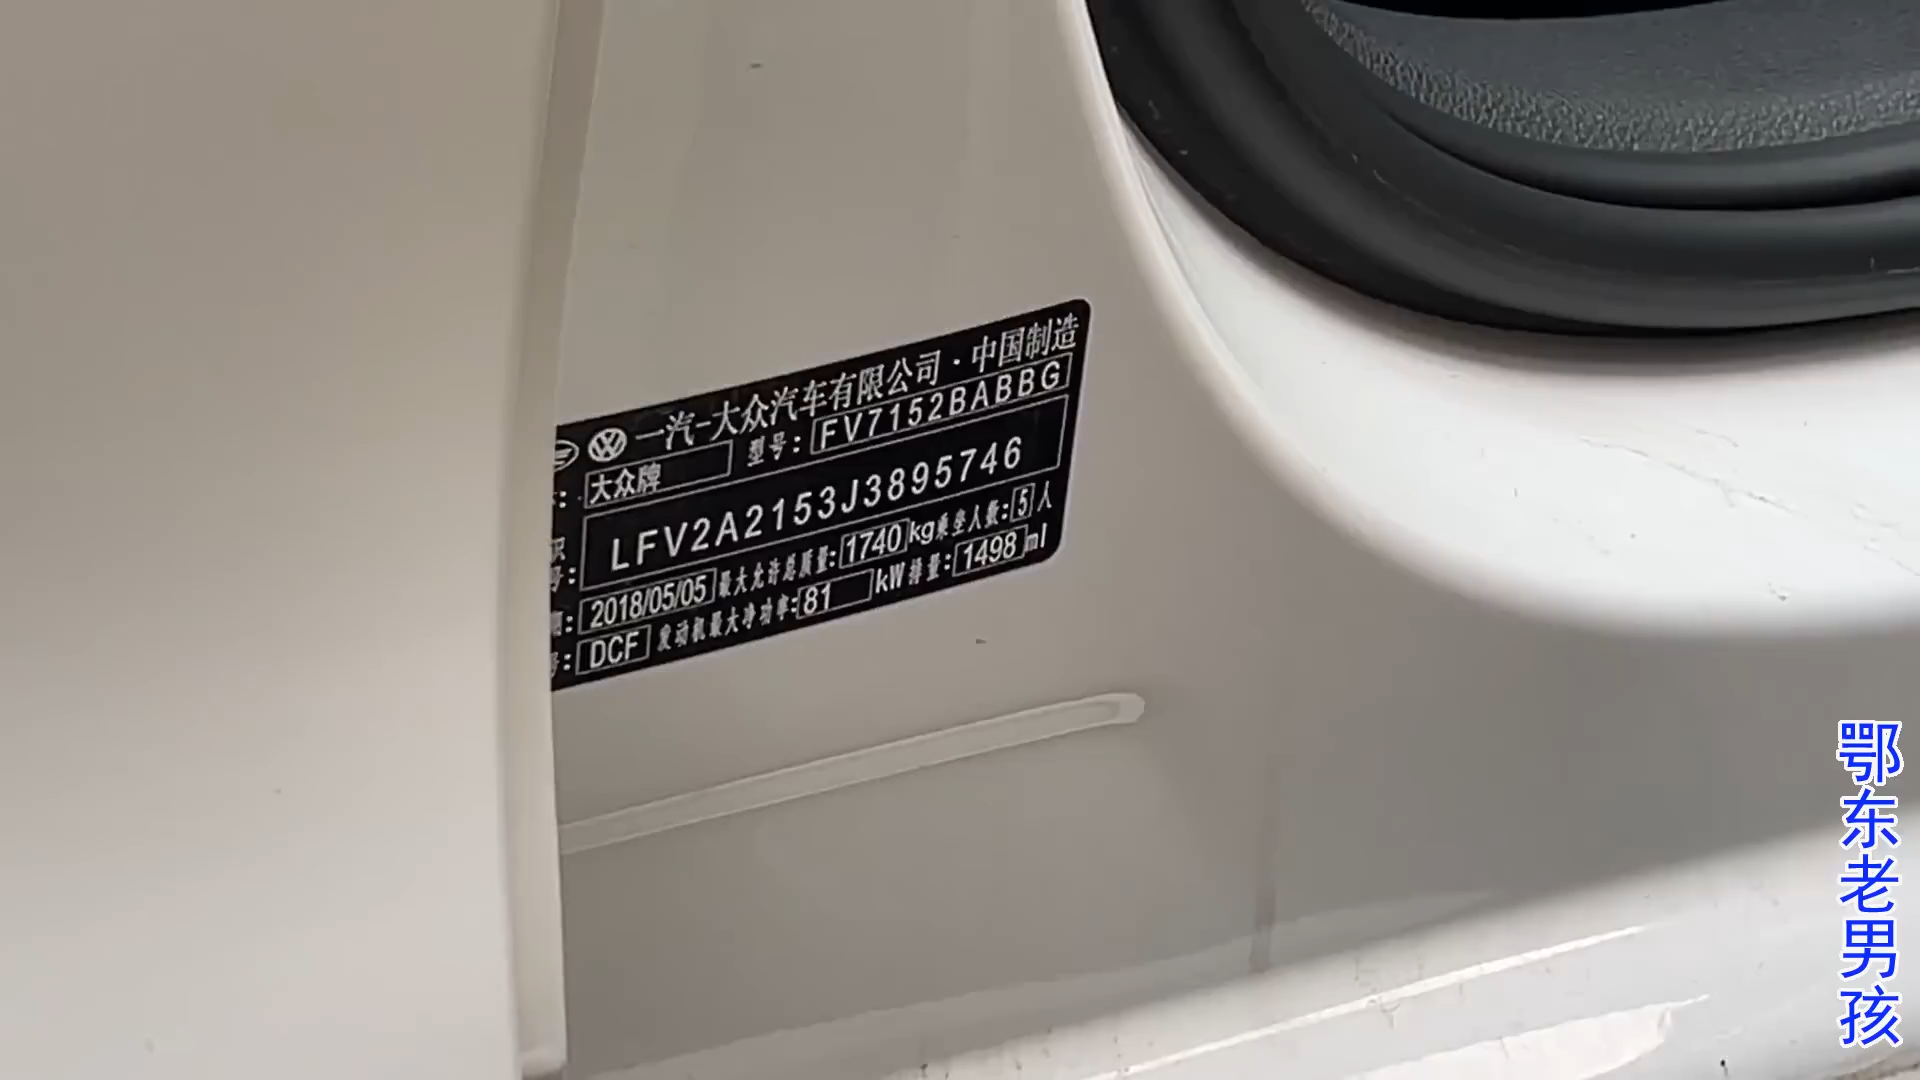 一汽-大众汽车有限公司·中国制造
大众牌 型号: FV7152BABBG
LFV2A2153J3895746
2018/05/05 最大允许总质量: 1740 kg 乘坐人数: 5 人
号: DCF 发动机最大净功率: 81 kW 排量: 1498 ml
鄂东老男孩